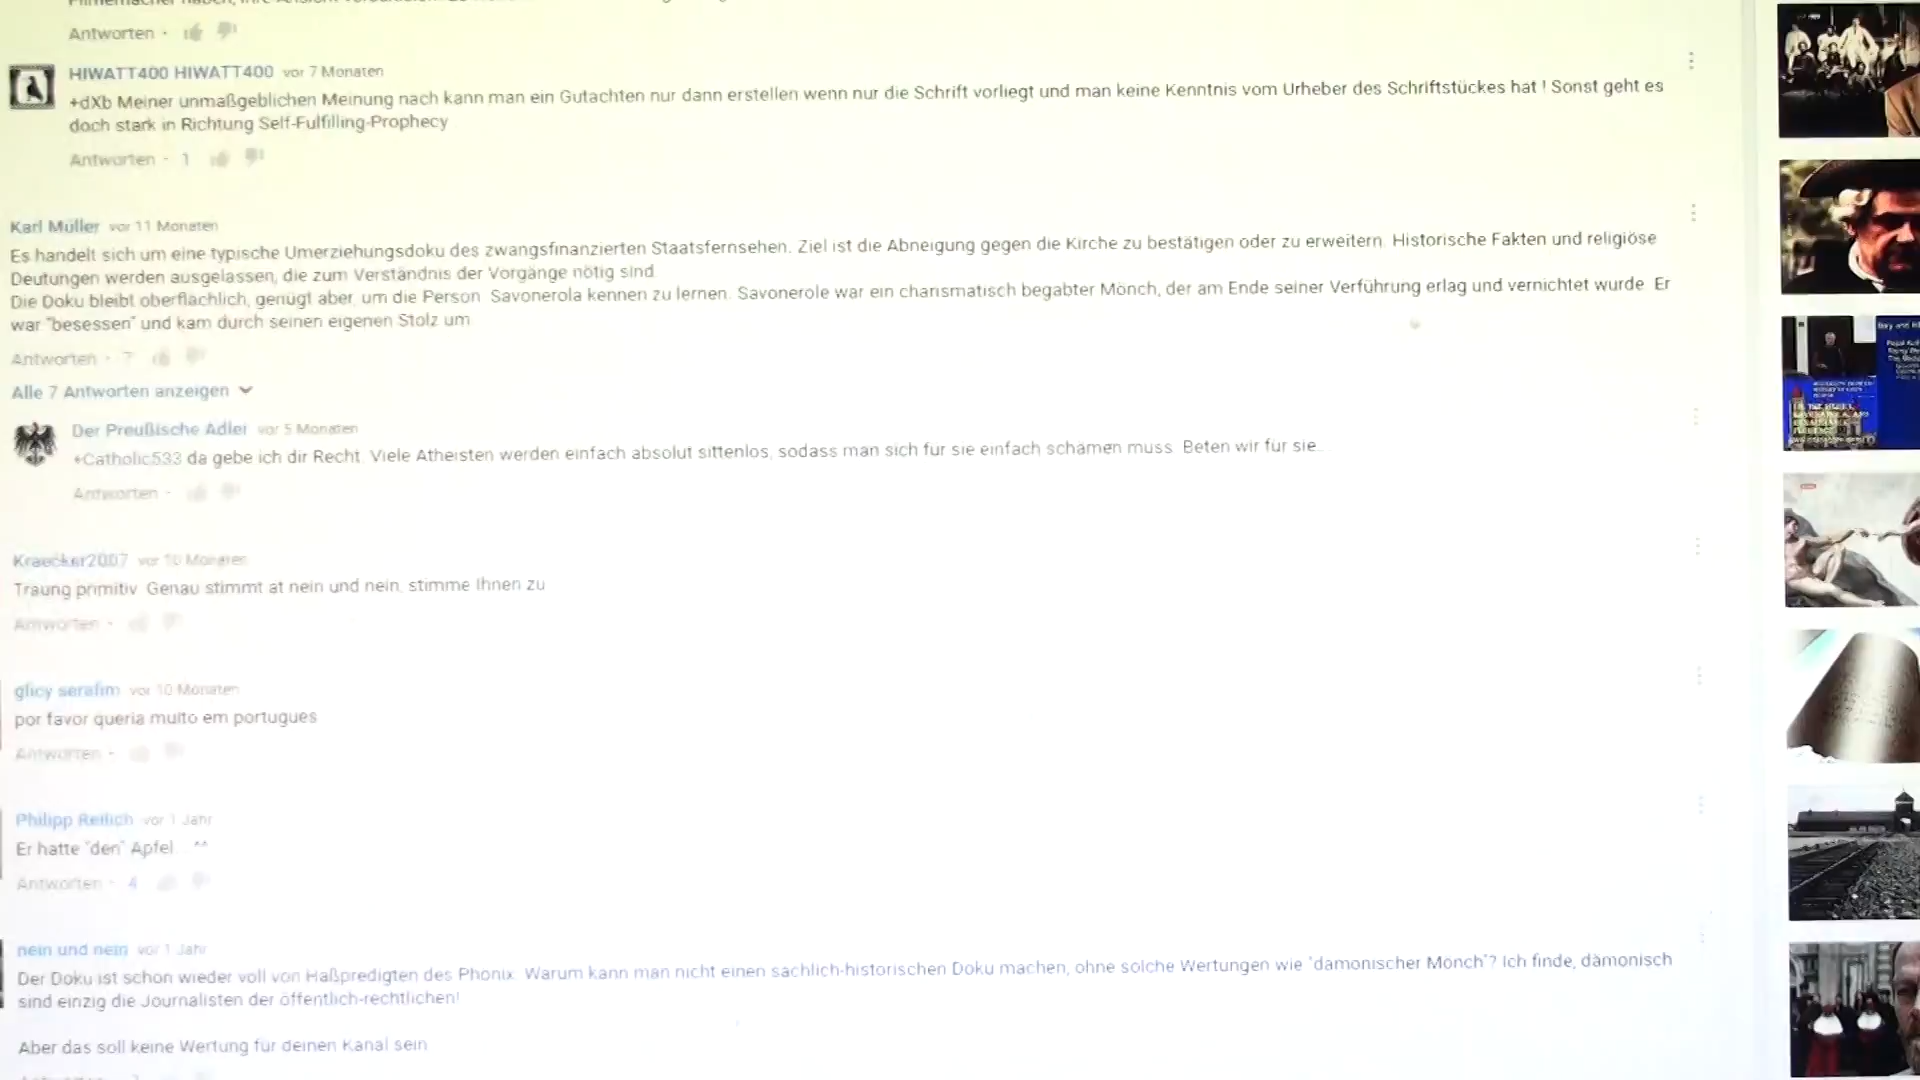 Antworten ·
HIWATT400 HIWATT400 vor 7 Monaten
+dXb Meiner unmaßgeblichen Meinung nach kann man ein Gutachten nur dann erstellen wenn nur die Schrift vorliegt und man keine Kenntnis vom Urheber des Schriftstückes hat ! Sonst geht es
doch stark in Richtung Self-Fulfilling-Prophecy
Antworten · 1
Karl Müller vor 11 Monaten
Es handelt sich um eine typische Umerziehungsdoku des zwangsfinanzierten Staatsfernsehen. Ziel ist die Abneigung gegen die Kirche zu bestätigen oder zu erweitern. Historische Fakten und religiöse
Deutungen werden ausgelassen, die zum Verständnis der Vorgänge nötig sind.
Die Doku bleibt oberflächlich, genügt aber, um die Person Savonerola kennen zu lernen. Savonerole war ein charismatisch begabter Mönch, der am Ende seiner Verführung erlag und vernichtet wurde. Er
war "besessen" und kam durch seinen eigenen Stolz um.
Antworten · 7
Alle 7 Antworten anzeigen
Der Preußische Adler vor 5 Monaten
+Catholic533 da gebe ich dir Recht. Viele Atheisten werden einfach absolut sittenlos, sodass man sich für sie einfach schämen muss. Beten wir für sie..
Antworten ·
Kraecker2007 vor 10 Monaten
Traung primitiv. Genau stimmt at nein und nein, stimme Ihnen zu
Antworten ·
glicy serafim vor 10 Monaten
por favor queria muito em portugues
Antworten ·
Philipp vor 1 Jahr
Er hatte "den" Apfel... ^^
Antworten · 4
nein und nein vor 1 Jahr
Der Doku ist schon wieder voll von Haßpredigten des Phönix. Warum kann man nicht einen sachlich-historischen Doku machen, ohne solche Wertungen wie "dämonischer Mönch"? Ich finde, dämonisch
sind einzig die Journalisten der öffentlich-rechtlichen!
Aber das soll keine Wertung für deinen Kanal sein